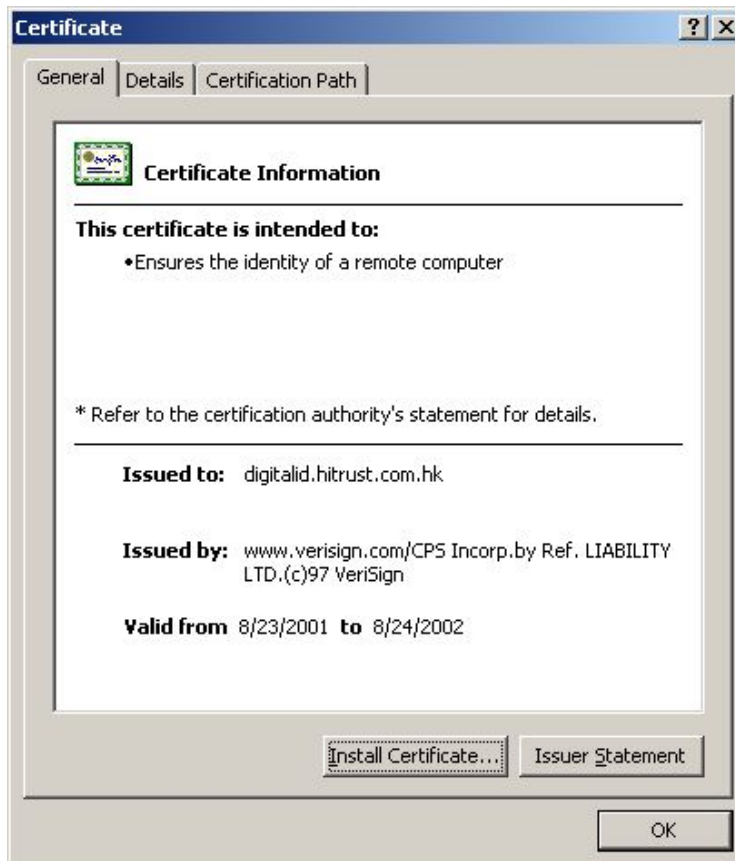 Certificate
General Details Certification Path
Certificate Information
This certificate is intended to:
•Ensures the identity of a remote computer
* Refer to the certification authority's statement for details.
Issued to: digitalid.hitrust.com.hk
Issued by: www.verisign.com/CPS Incorp.by Ref. LIABILITY
LTD.(c)97 VeriSign
Valid from 8/23/2001 to 8/24/2002
Install Certificate... Issuer Statement
OK